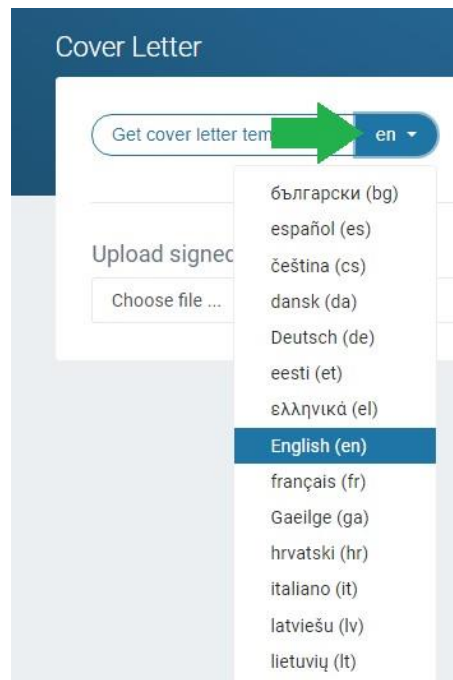 Cover Letter
Get cover letter tem en
български (bg)
español (es)
Upload signed
čeština (cs)
Choose file ...
dansk (da)
Deutsch (de)
eesti (et)
ελληνικά (el)
English (en)
français (fr)
Gaeilge (ga)
hrvatski (hr)
italiano (it)
latviešu (lv)
lietuvių (lt)